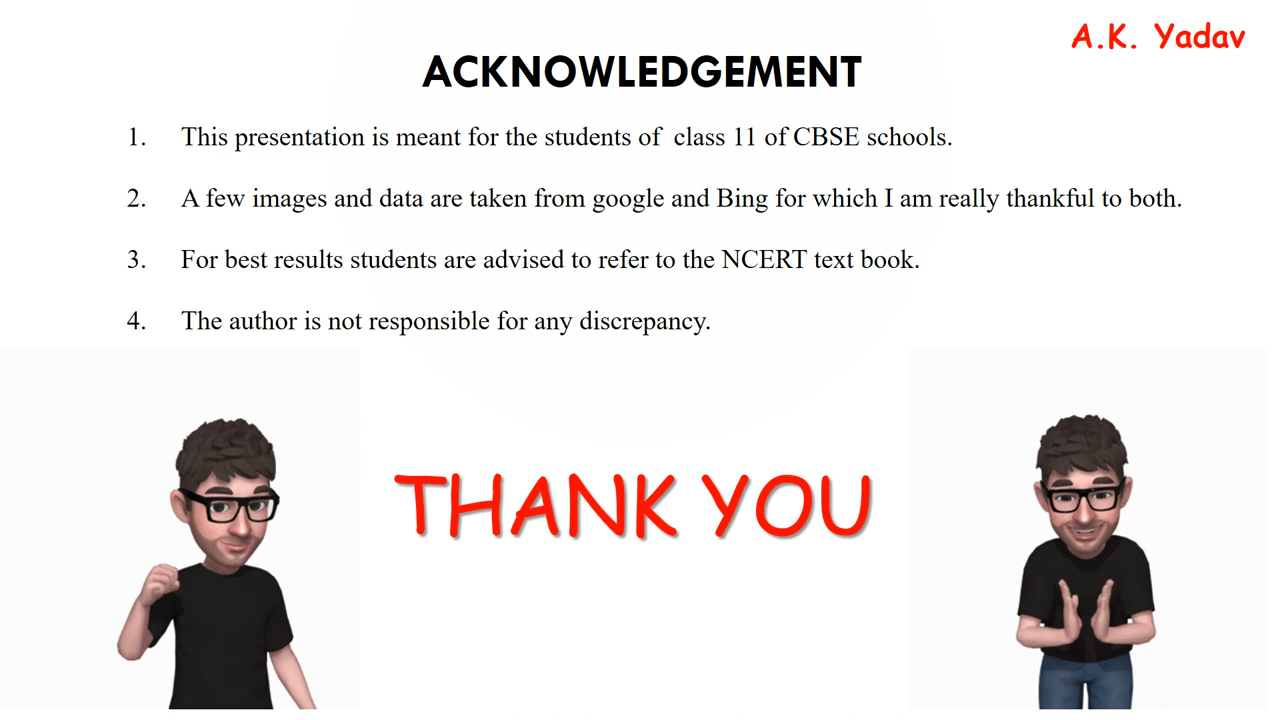 A.K. Yadav
ACKNOWLEDGEMENT
1. This presentation is meant for the students of class 11 of CBSE schools.
2. A few images and data are taken from google and Bing for which I am really thankful to both.
3. For best results students are advised to refer to the NCERT text book.
4. The author is not responsible for any discrepancy.
THANK YOU